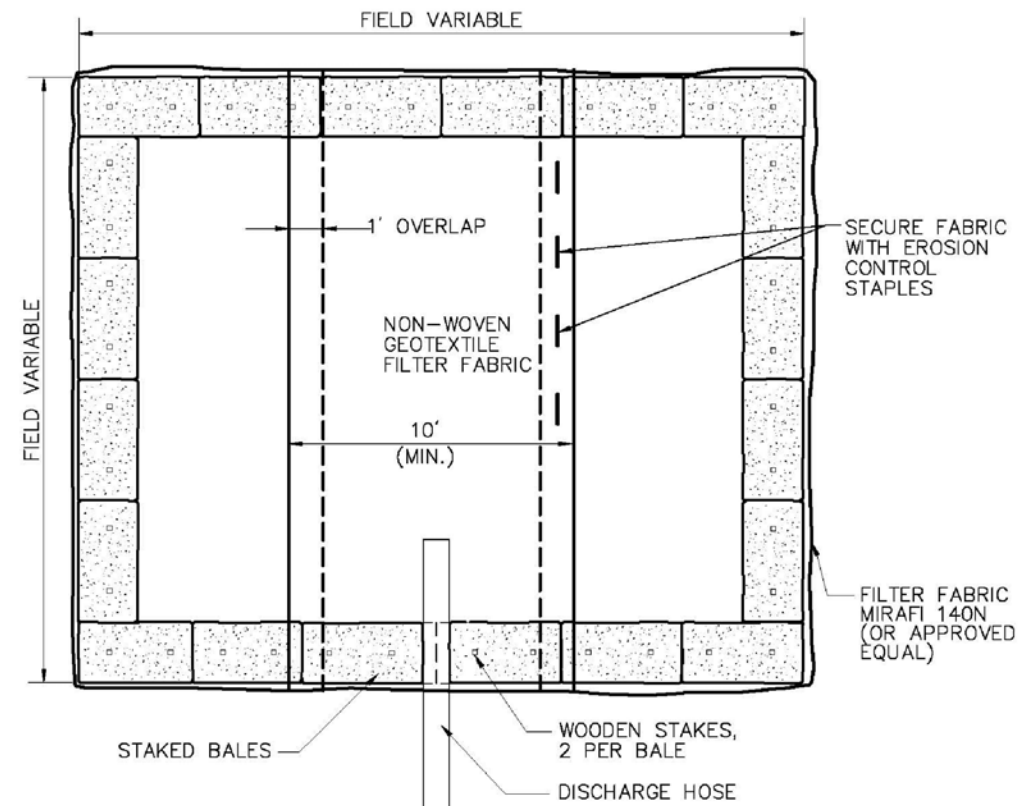 FIELD VARIABLE
FIELD VARIABLE
1' OVERLAP
SECURE FABRIC
WITH EROSION
CONTROL
STAPLES
NON-WOVEN
GEOTEXTILE
FILTER FABRIC
10'
(MIN.)
FILTER FABRIC
MIRAFI 140N
(OR APPROVED
EQUAL)
STAKED BALES
WOODEN STAKES,
2 PER BALE
DISCHARGE HOSE